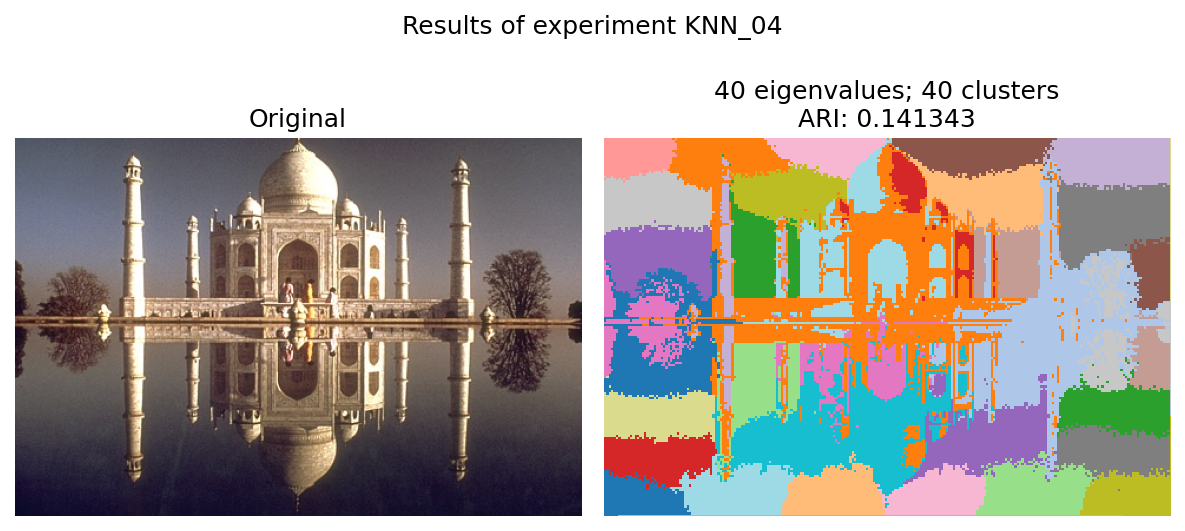 Results of experiment KNN_04
Original
40 eigenvalues; 40 clusters
ARI: 0.141343